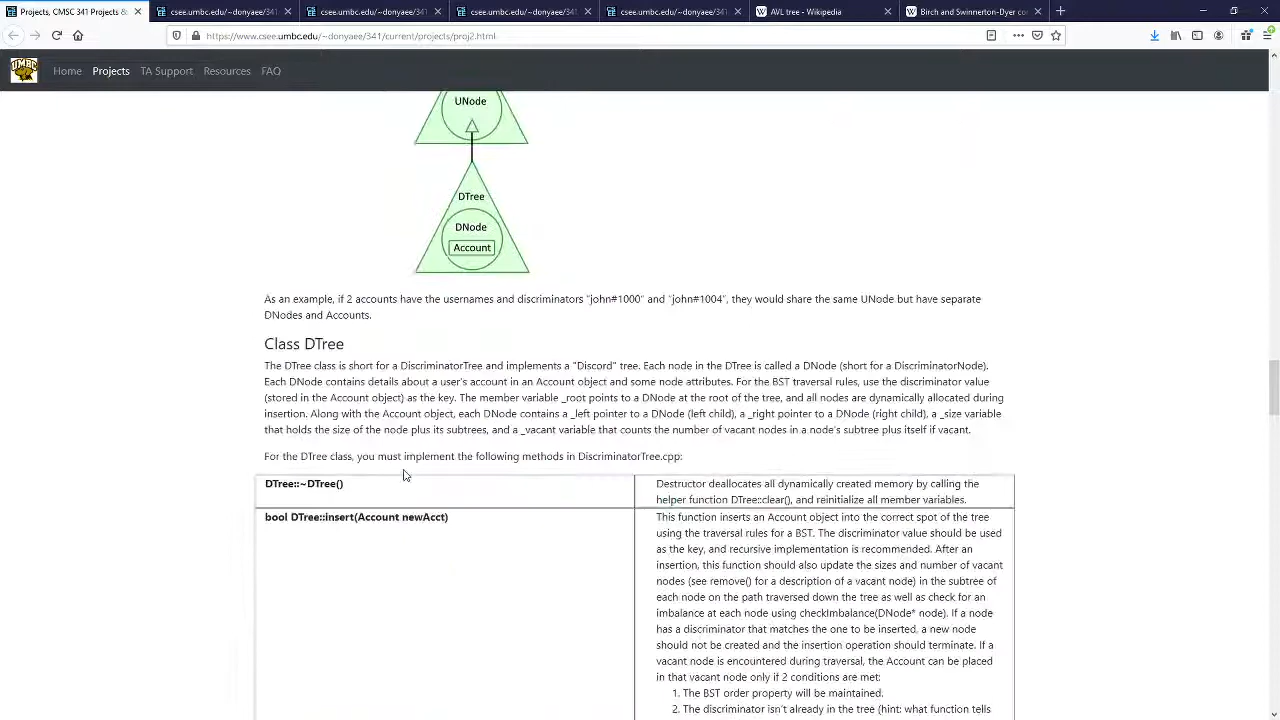 Projects, CMSC 341 Projects &
csee.umbc.edu/~donyaee/341/
csee.umbc.edu/~donyaee/341/
csee.umbc.edu/~donyaee/341/
csee.umbc.edu/~donyaee/341/
AVL tree - Wikipedia
Birch and Swinnerton-Dyer con
https://www.csee.umbc.edu/~donyaee/341/current/projects/proj2.html
UMBC
Home
Projects
TA Support
Resources
FAQ
UNode
DTree
DNode
Account
As an example, if 2 accounts have the usernames and discriminators "john#1000" and "john#1004", they would share the same UNode but have separate
DNodes and Accounts.
Class DTree
The DTree class is short for a DiscriminatorTree and implements a "Discord" tree. Each node in the DTree is called a DNode (short for a DiscriminatorNode).
Each DNode contains details about a user's account in an Account object and some node attributes. For the BST traversal rules, use the discriminator value
(stored in the Account object) as the key. The member variable _root points to a DNode at the root of the tree, and all nodes are dynamically allocated during
insertion. Along with the Account object, each DNode contains a _left pointer to a DNode (left child), a _right pointer to a DNode (right child), a _size variable
that holds the size of the node plus its subtrees, and a _vacant variable that counts the number of vacant nodes in a node's subtree plus itself if vacant.
For the DTree class, you must implement the following methods in DiscriminatorTree.cpp:
DTree::~DTree()
Destructor deallocates all dynamically created memory by calling the
helper function DTree::clear(), and reinitialize all member variables.
bool DTree::insert(Account newAcct)
This function inserts an Account object into the correct spot of the tree
using the traversal rules for a BST. The discriminator value should be used
as the key, and recursive implementation is recommended. After an
insertion, this function should also update the sizes and number of vacant
nodes (see remove() for a description of a vacant node) in the subtree of
each node on the path traversed down the tree as well as check for an
imbalance at each node using checkImbalance(DNode* node). If a node
has a discriminator that matches the one to be inserted, a new node
should not be created and the insertion operation should terminate. If a
vacant node is encountered during traversal, the Account can be placed
in that vacant node only if 2 conditions are met:
1. The BST order property will be maintained.
2. The discriminator isn't already in the tree (hint: what function tells